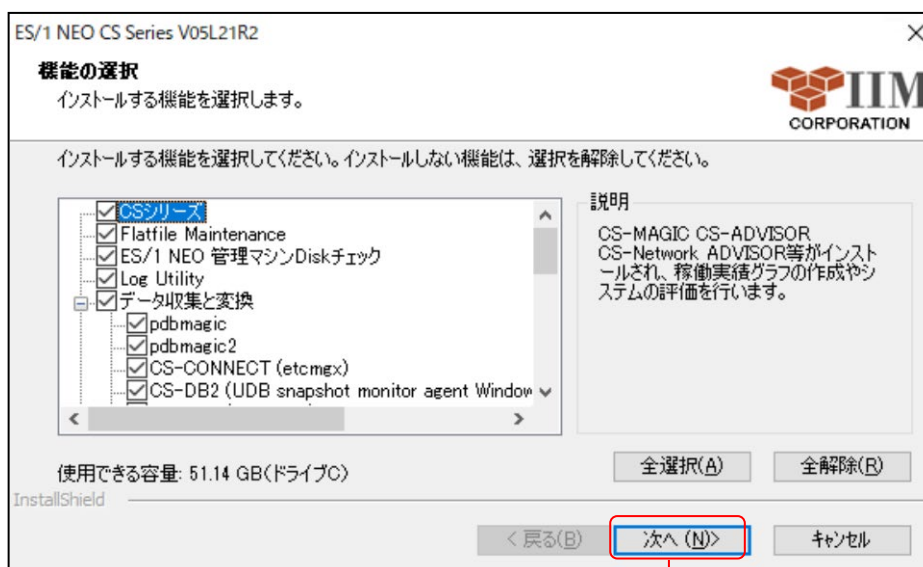 ES/1 NEO CS Series V05L21R2
機能の選択
インストールする機能を選択します。
IIM
CORPORATION
インストールする機能を選択してください。インストールしない機能は、選択を解除してください。
CSシリーズ
Flatfile Maintenance
ES/1 NEO 管理マシンDiskチェック
Log Utility
データ収集と変換
pdbmagic
pdbmagic2
CS-CONNECT (etcmgx)
CS-DB2 (UDB snapshot monitor agent Window
説明
CS-MAGIC CS-ADVISOR
CS-Network ADVISOR等がインスト
ールされ、稼働実績グラフの作成やシ
ステムの評価を行います。
使用できる容量: 51.14 GB(ドライブC)
全選択(A)
全解除(R)
InstallShield
< 戻る(B)
次へ (N)>
キャンセル